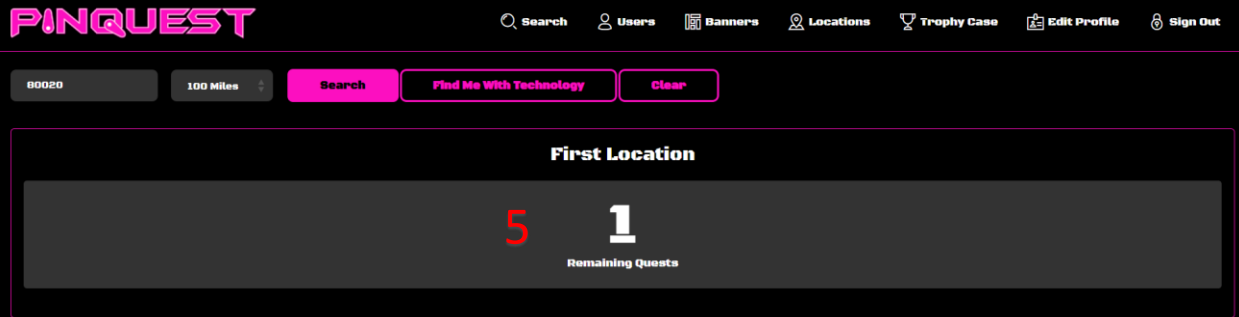 PINQUEST
Search Users Banners Locations Trophy Case Edit Profile Sign Out
80020 100 Miles Search Find Me With Technology Clear
First Location
5 1
Remaining Quests